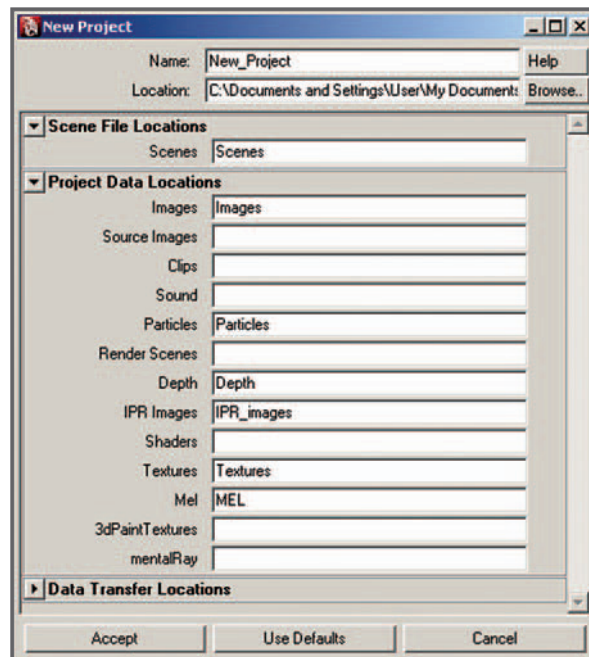 New Project
Name: New_Project Help
Location: C:\Documents and Settings\User\My Documents Browse..
Scene File Locations
Scenes Scenes
Project Data Locations
Images Images
Source Images
Clips
Sound
Particles Particles
Render Scenes
Depth Depth
IPR Images IPR_images
Shaders
Textures Textures
Mel MEL
3dPaintTextures
mentalRay
Data Transfer Locations
Accept Use Defaults Cancel